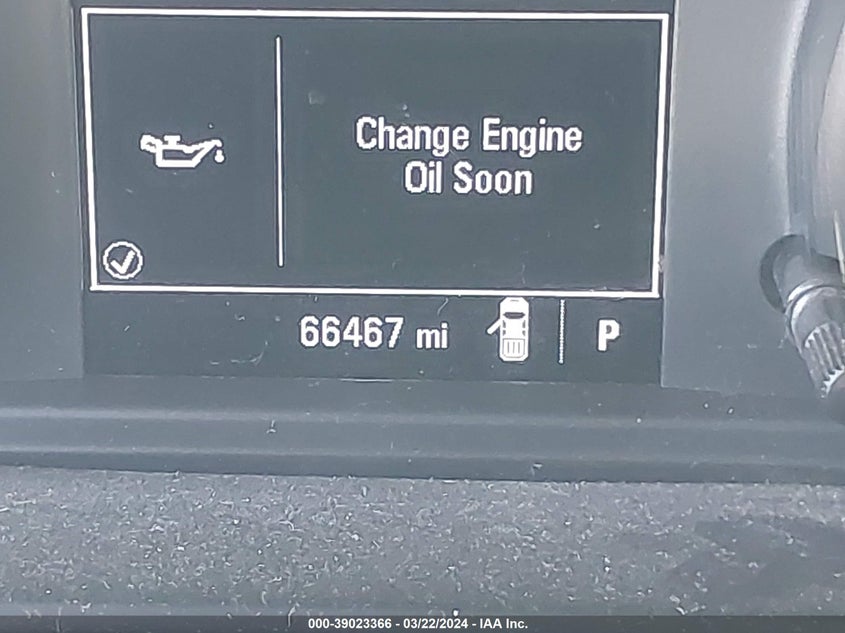 Change Engine
Oil Soon
66467 mi
P
000-39023366 - 03/22/2024 - IAA Inc.